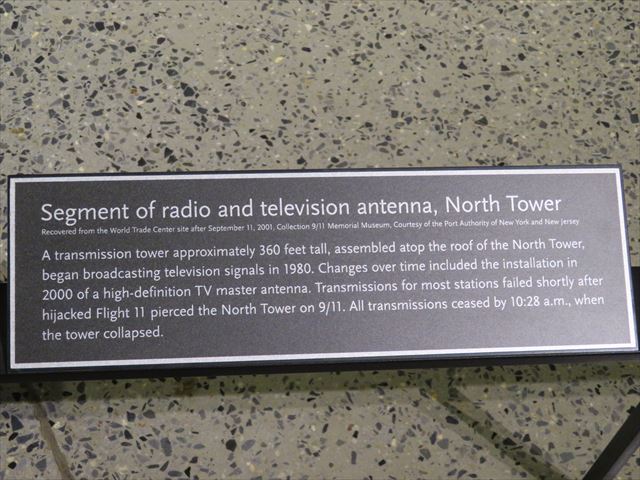 Segment of radio and television antenna, North Tower
Recovered from the World Trade Center site after September 11, 2001, Collection 9/11 Memorial Museum, Courtesy of the Port Authority of New York and New Jersey
A transmission tower approximately 360 feet tall, assembled atop the roof of the North Tower,
began broadcasting television signals in 1980. Changes over time included the installation in
2000 of a high-definition TV master antenna. Transmissions for most stations failed shortly after
hijacked Flight 11 pierced the North Tower on 9/11. All transmissions ceased by 10:28 a.m., when
the tower collapsed.